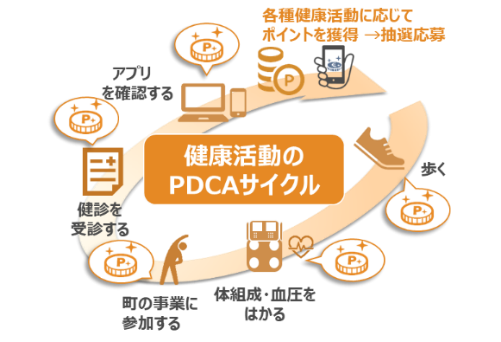 各種健康活動に応じて
ポイントを獲得 →抽選応募
P
アプリ
を確認する
P+
健康活動の
PDCAサイクル
歩く
P+
健診を
受診する
P+
町の事業に
参加する
P+
体組成・血圧を
はかる
P+